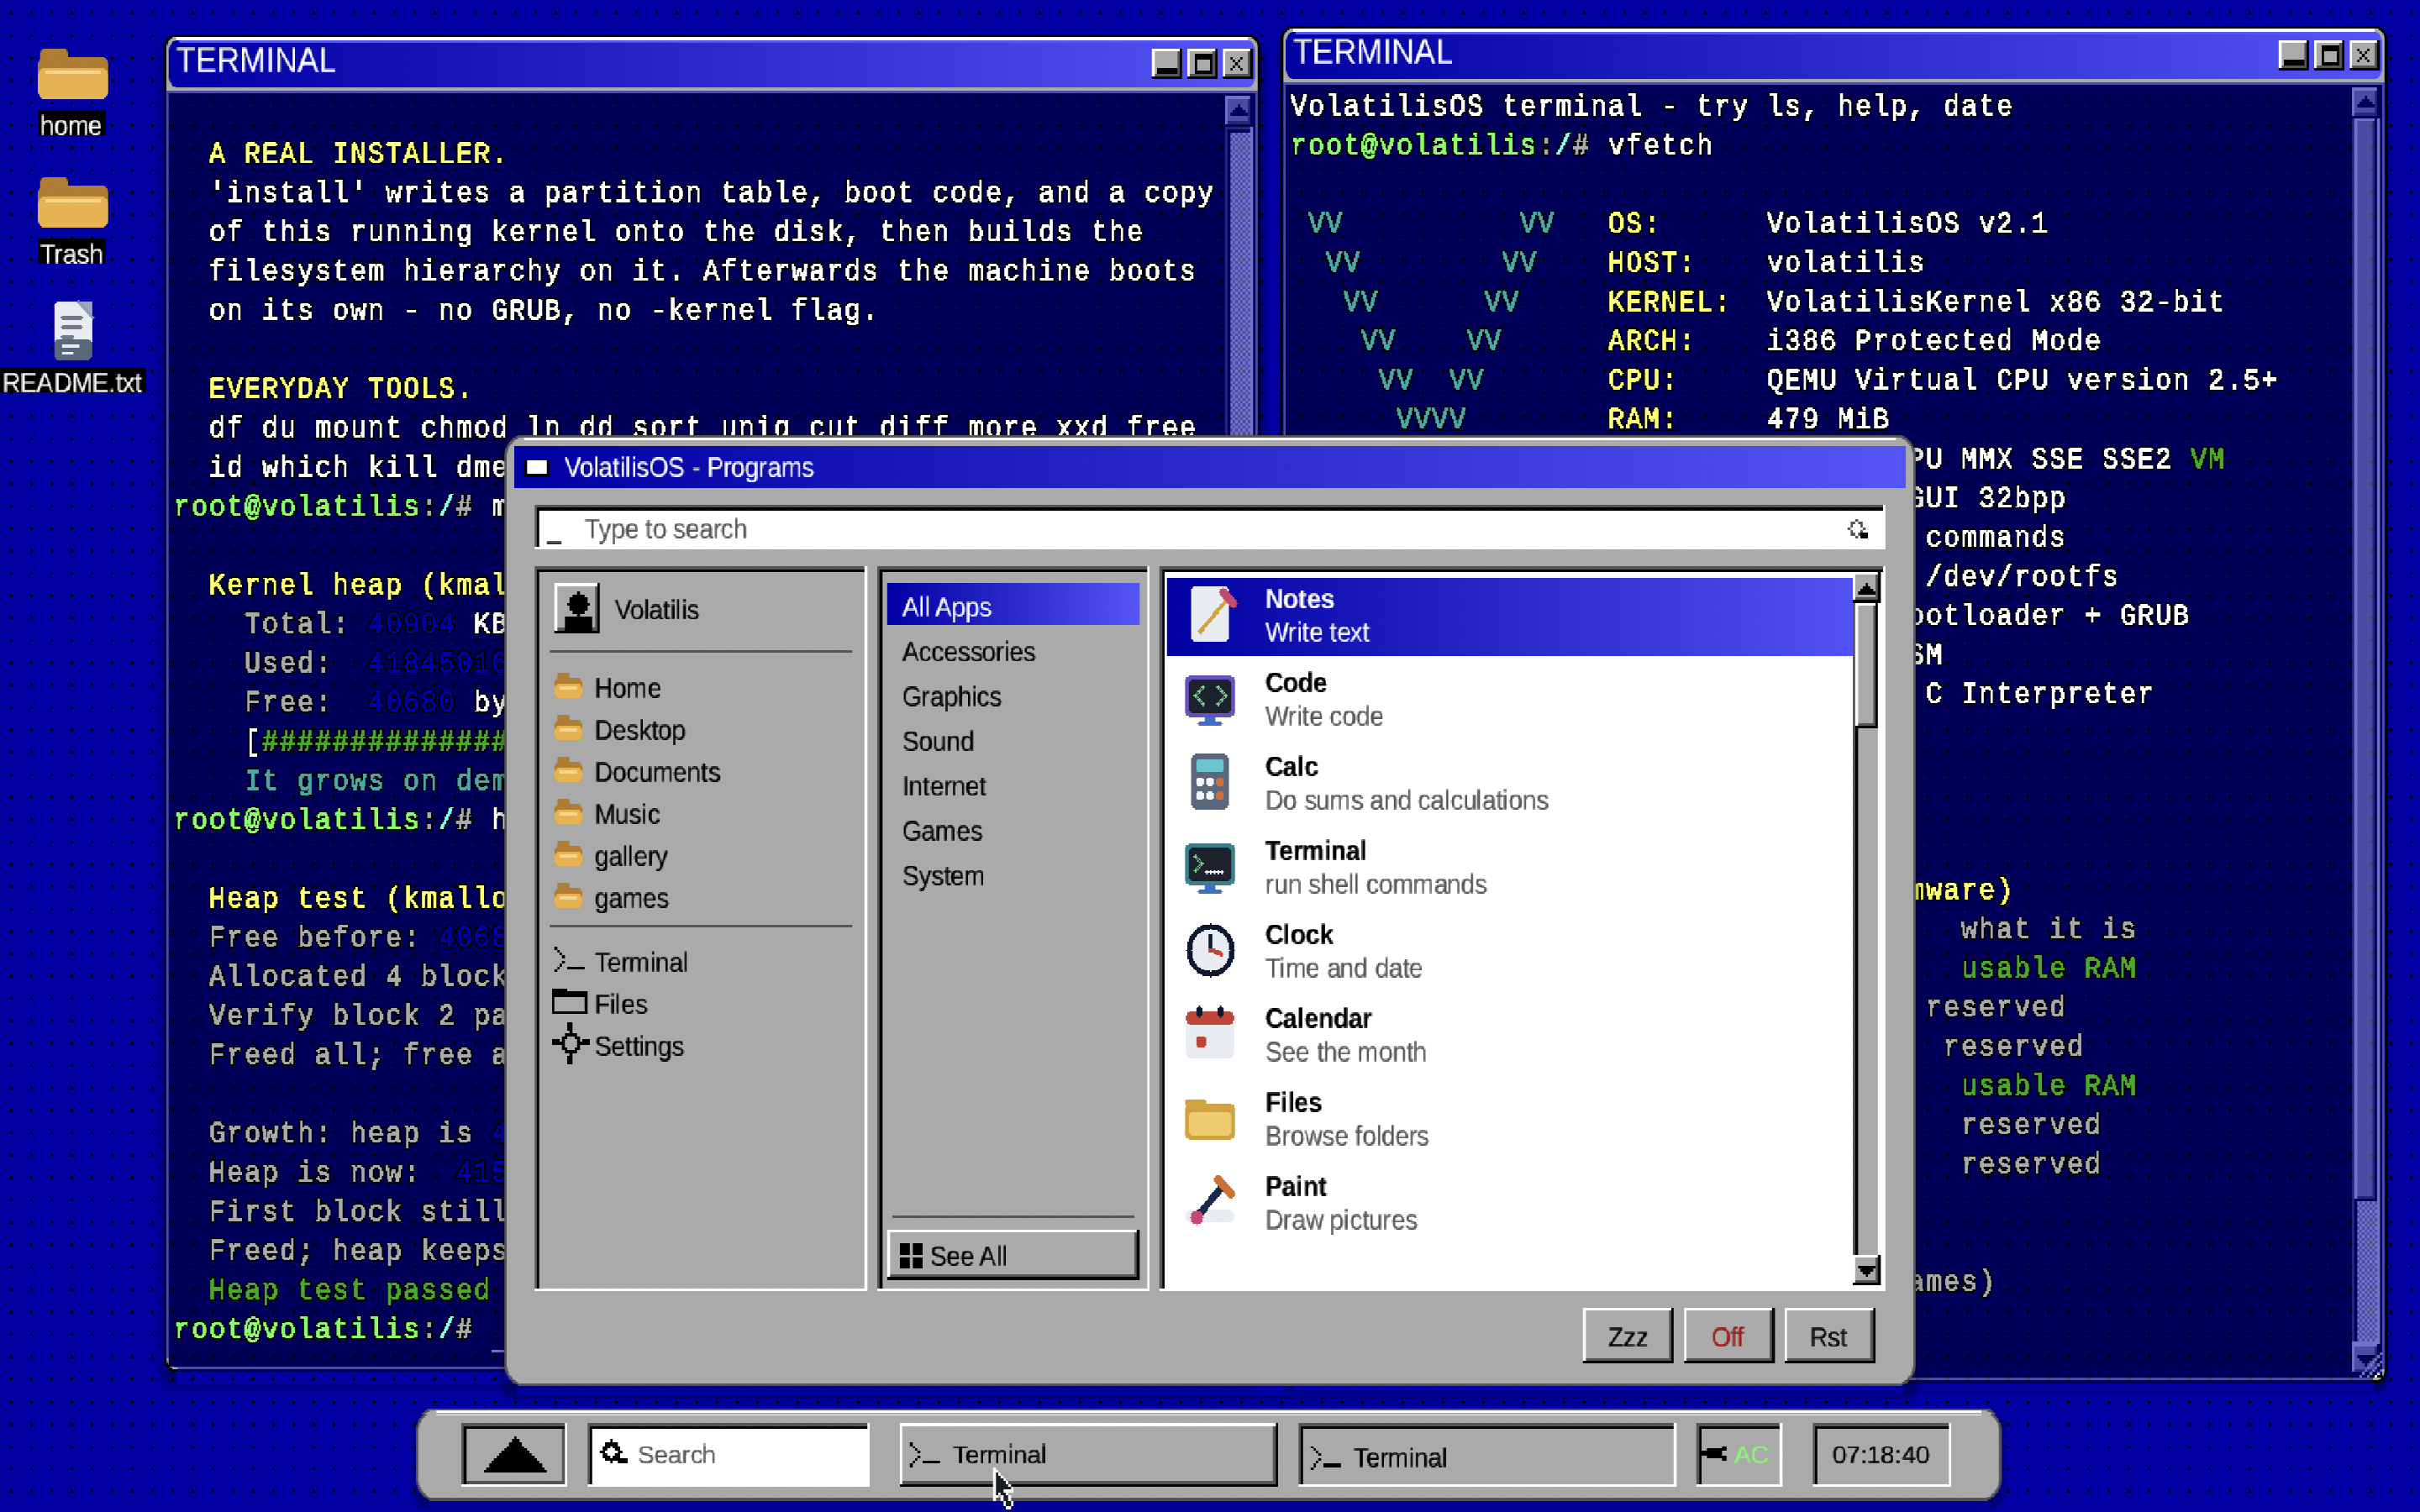 home
Trash
README.txt
TERMINAL
A REAL INSTALLER.
'install' writes a partition table, boot code, and a copy
of this running kernel onto the disk, then builds the
filesystem hierarchy on it. Afterwards the machine boots
on its own - no GRUB, no -kernel flag.
EVERYDAY TOOLS.
df du mount chmod ln dd sort uniq cut diff more xxd free
id which kill dme
root@volatilis:/# m
Kernel heap (kmal
Total: 40904 KB
Used: 41845016
Free: 40680 by
[##############
It grows on dem
root@volatilis:/# h
Heap test (kmallo
Free before: 4068
Allocated 4 block
Verify block 2 pa
Freed all; free a
Growth: heap is 4
Heap is now: 415
First block still
Freed; heap keeps
Heap test passed
root@volatilis:/#
TERMINAL
VolatilisOS terminal - try ls, help, date
root@volatilis:/# vfetch
VV VV OS: VolatilisOS v2.1
VV VV HOST: volatilis
VV VV KERNEL: VolatilisKernel x86 32-bit
VV VV ARCH: i386 Protected Mode
VV VV CPU: QEMU Virtual CPU version 2.5+
VVVV RAM: 479 MiB
PU MMX SSE SSE2 VM
GUI 32bpp
commands
/dev/rootfs
ootloader + GRUB
SM
C Interpreter
mware)
what it is
usable RAM
reserved
reserved
usable RAM
reserved
reserved
ames)
VolatilisOS - Programs
_ Type to search
Volatilis
Home
Desktop
Documents
Music
gallery
games
Terminal
Files
Settings
All Apps
Accessories
Graphics
Sound
Internet
Games
System
See All
Notes
Write text
Code
Write code
Calc
Do sums and calculations
Terminal
run shell commands
Clock
Time and date
Calendar
See the month
Files
Browse folders
Paint
Draw pictures
Zzz
Off
Rst
Search
Terminal
Terminal
AC
07:18:40